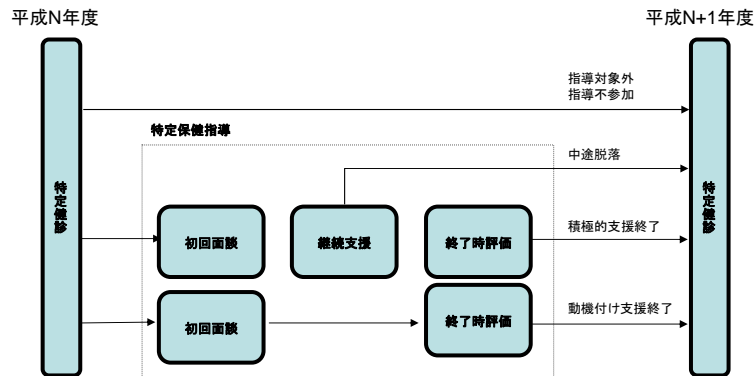 平成N年度
平成N+1年度
指導対象外
指導不参加
特定保健指導
中途脱落
特定健診
特定健診
初回面談
継続支援
終了時評価
積極的支援終了
初回面談
終了時評価
動機付け支援終了